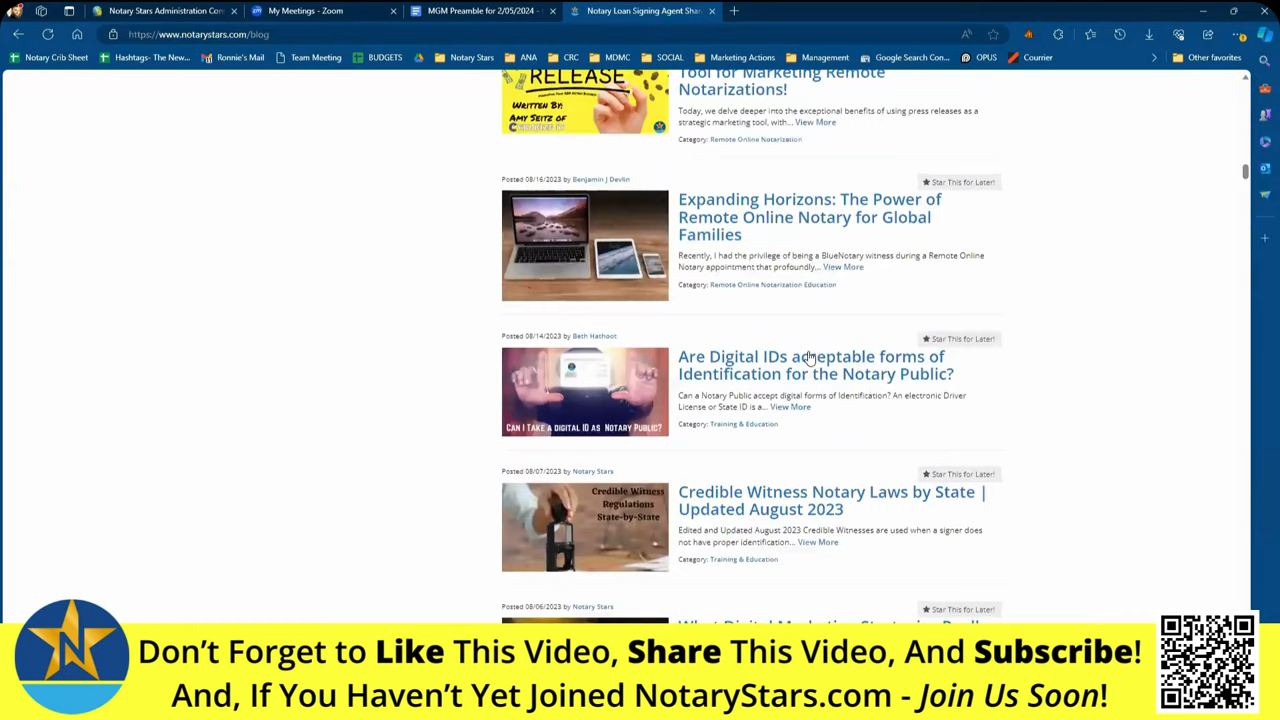 Notary Stars Administration Con
My Meetings - Zoom
MGM Preamble for 2/05/2024 -
Notary Loan Signing Agent Shar
https://www.notarystars.com/blog
Notary Crib Sheet
Hashtags- The New...
Ronnie's Mail
Team Meeting
BUDGETS
Notary Stars
ANA
CRC
MDMC
SOCIAL
Marketing Actions
Management
Google Search Con...
OPUS
Courrier
Other favorites
RELEASE
WRITTEN BY:
AMY SEITZ OF
Tool for Marketing Remote
Notarizations!
Today, we delve deeper into the exceptional benefits of using press releases as a
strategic marketing tool, with... View More
Category: Remote Online Notarization
Posted 08/16/2023 by Benjamin J Devlin
Star This for Later!
Expanding Horizons: The Power of
Remote Online Notary for Global
Families
Recently, I had the privilege of being a BlueNotary witness during a Remote Online
Notary appointment that profoundly... View More
Category: Remote Online Notarization Education
Posted 08/14/2023 by Beth Hathoot
Star This for Later!
CAN I TAKE A DIGITAL ID AS NOTARY PUBLIC?
Are Digital IDs acceptable forms of
Identification for the Notary Public?
Can a Notary Public accept digital forms of Identification? An electronic Driver
License or State ID is a... View More
Category: Training & Education
Posted 08/07/2023 by Notary Stars
Star This for Later!
Credible Witness
Regulations
State-by-State
Credible Witness Notary Laws by State |
Updated August 2023
Edited and Updated August 2023 Credible Witnesses are used when a signer does
not have proper identification... View More
Category: Training & Education
Posted 08/06/2023 by Notary Stars
Star This for Later!
N
Don't Forget to Like This Video, Share This Video, And Subscribe!
And, If You Haven't Yet Joined NotaryStars.com - Join Us Soon!